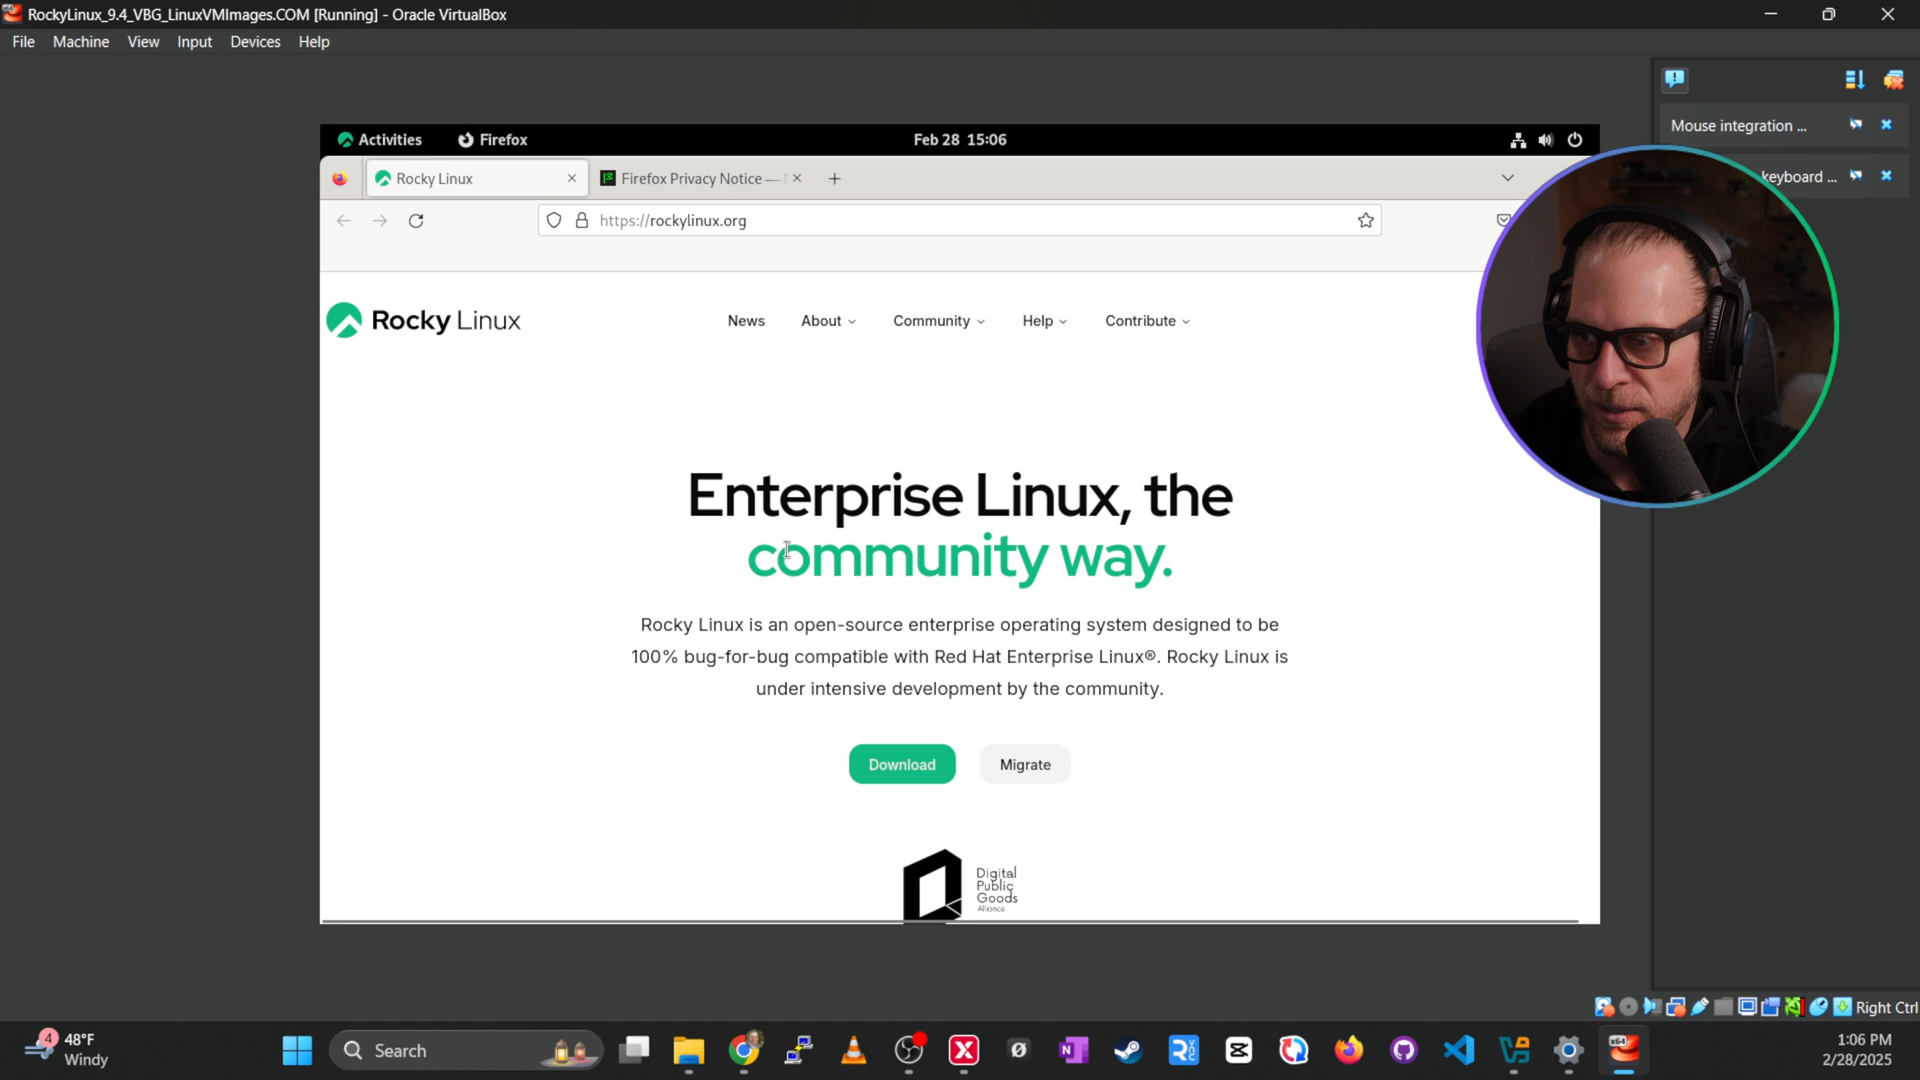 RockyLinux_9.4_VBG_LinuxVMImages.COM [Running] - Oracle VirtualBox
File Machine View Input Devices Help
Mouse integration ...
keyboard ...
Activities Firefox Feb 28 15:06
Rocky Linux Firefox Privacy Notice —
https://rockylinux.org
Rocky Linux News About Community Help Contribute
Enterprise Linux, the
community way.
Rocky Linux is an open-source enterprise operating system designed to be
100% bug-for-bug compatible with Red Hat Enterprise Linux®. Rocky Linux is
under intensive development by the community.
Download Migrate
Digital
Public
Goods
Alliance
Right Ctrl
4 48°F
Windy
Search
1:06 PM
2/28/2025